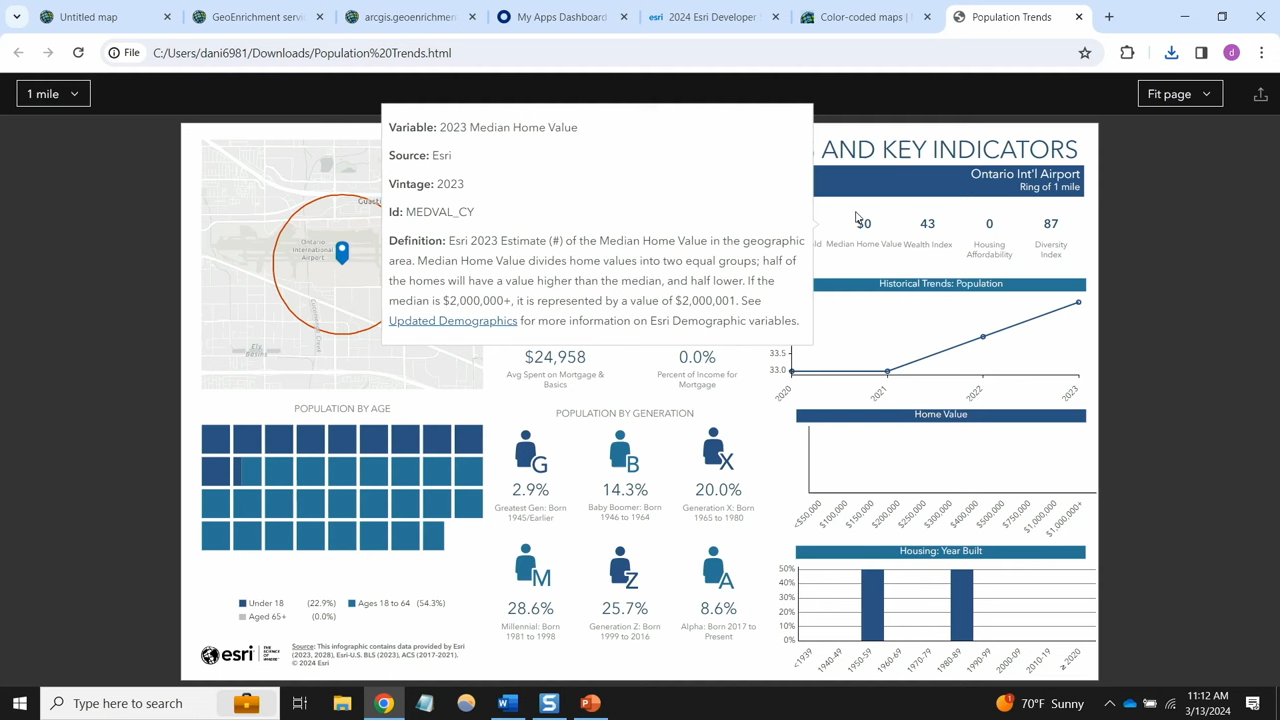 Untitled map
GeoEnrichment servic
arcgis.geoenrichment
My Apps Dashboard
esri 2024 Esri Developer S
Color-coded maps |
Population Trends
File C:/Users/dani6981/Downloads/Population%20Trends.html
d
1 mile
Fit page
Variable: 2023 Median Home Value
Source: Esri
Vintage: 2023
Id: MEDVAL_CY
Definition: Esri 2023 Estimate (#) of the Median Home Value in the geographic
area. Median Home Value divides home values into two equal groups; half of
the homes will have a value higher than the median, and half lower. If the
median is $2,000,000+, it is represented by a value of $2,000,001. See
Updated Demographics for more information on Esri Demographic variables.
AND KEY INDICATORS
Ontario Int'l Airport
Ring of 1 mile
$0
43
0
87
ld
Median Home Value
Wealth Index
Housing
Affordability
Diversity
Index
Guasti
Ontario
International
Airport
Ely
Basins
Cucamonga Creek
$24,958
Avg Spent on Mortgage &
Basics
0.0%
Percent of Income for
Mortgage
Historical Trends: Population
33.5
33.0
2020
2021
2022
2023
POPULATION BY AGE
Under 18 (22.9%)
Ages 18 to 64 (54.3%)
Aged 65+ (0.0%)
POPULATION BY GENERATION
G
B
X
2.9%
14.3%
20.0%
Greatest Gen: Born
1945/Earlier
Baby Boomer: Born
1946 to 1964
Generation X: Born
1965 to 1980
M
Z
A
28.6%
25.7%
8.6%
Millennial: Born
1981 to 1998
Generation Z: Born
1999 to 2016
Alpha: Born 2017 to
Present
Home Value
<$50,000
$100,000
$150,000
$200,000
$250,000
$300,000
$400,000
$500,000
$750,000
$1,000,000
$1,000,000+
Housing: Year Built
50%
40%
30%
20%
10%
0%
<1939
1940-49
1950-59
1960-69
1970-79
1980-89
1990-99
2000-09
2010-19
≥ 2020
esri
THE
SCIENCE
OF
WHERE
Source: This infographic contains data provided by Esri
(2023, 2028), Esri-U.S. BLS (2023), ACS (2017-2021).
© 2024 Esri
Type here to search
W
S
P
1
70°F Sunny
11:12 AM
3/13/2024